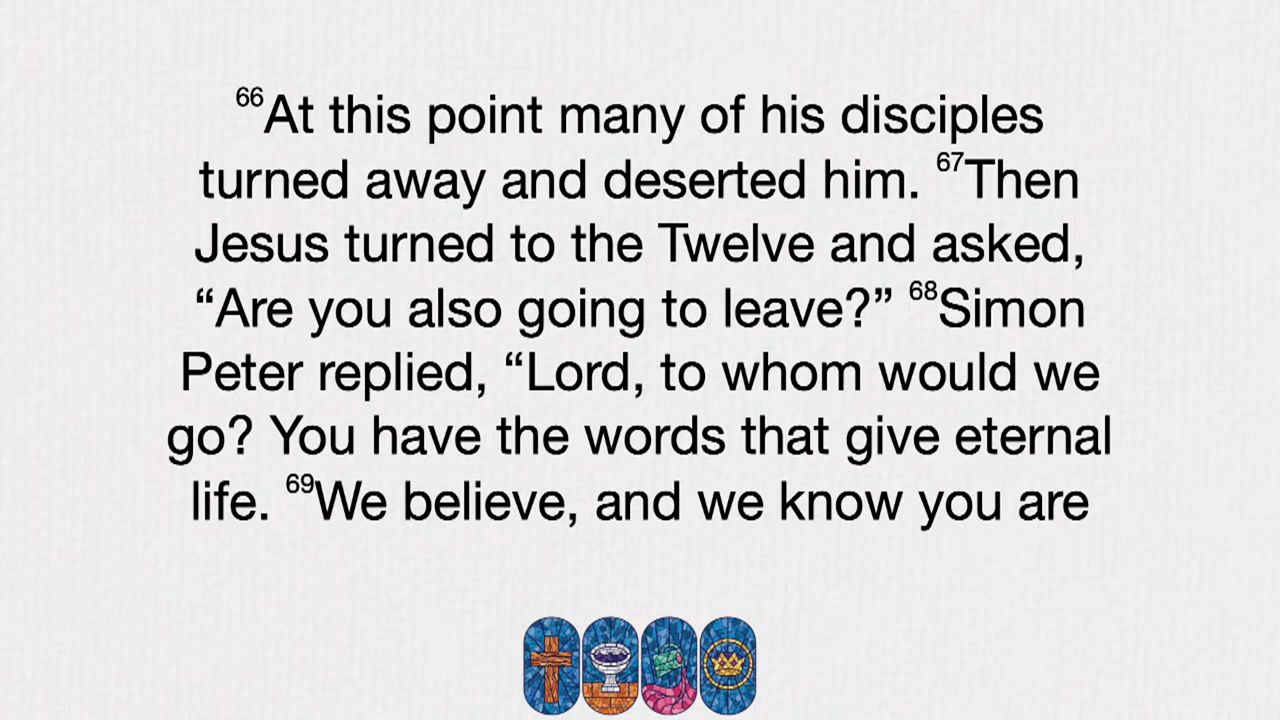 ⁶⁶At this point many of his disciples
turned away and deserted him. ⁶⁷Then
Jesus turned to the Twelve and asked,
“Are you also going to leave?” ⁶⁸Simon
Peter replied, “Lord, to whom would we
go? You have the words that give eternal
life. ⁶⁹We believe, and we know you are